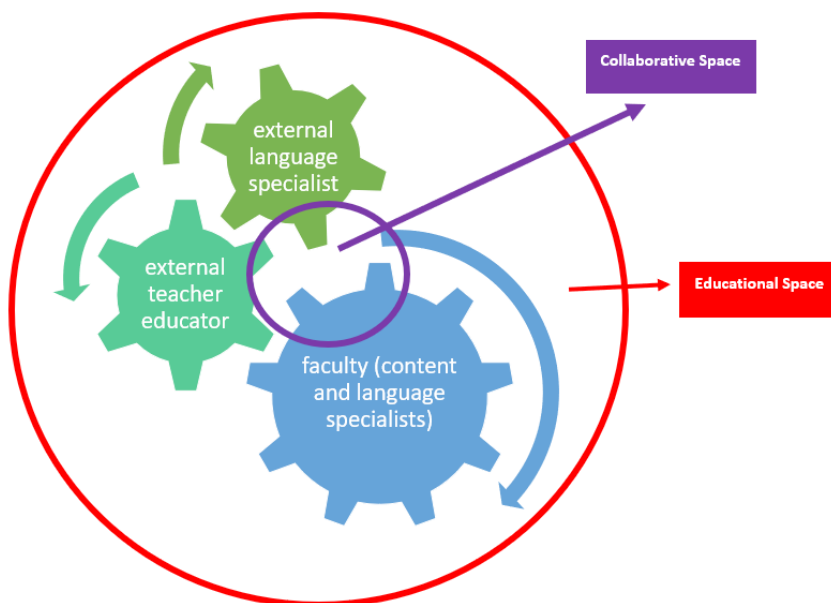 Collaborative Space
external
language
specialist
external
teacher
educator
Educational Space
faculty (content
and language
specialists)